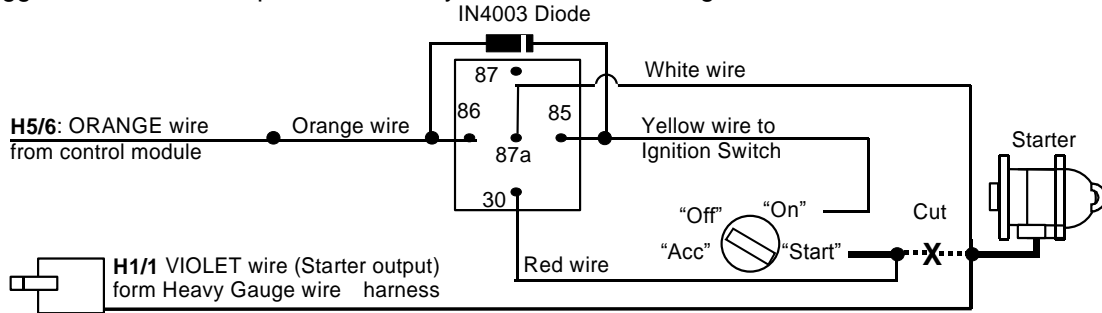 IN4003 Diode
87
White wire
H5/6: ORANGE wire
from control module
Orange wire
86
85
87a
Yellow wire to
Ignition Switch
Starter
30
"Off"
"On"
Cut
"Acc"
"Start"
X
Red wire
H1/1 VIOLET wire (Starter output)
form Heavy Gauge wire harness